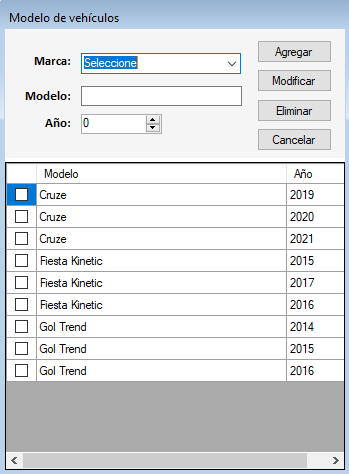 Modelo de vehículos
Marca: Seleccione
Agregar
Modificar
Modelo:
Eliminar
Año: 0
Cancelar
Modelo Año
Cruze 2019
Cruze 2020
Cruze 2021
Fiesta Kinetic 2015
Fiesta Kinetic 2017
Fiesta Kinetic 2016
Gol Trend 2014
Gol Trend 2015
Gol Trend 2016